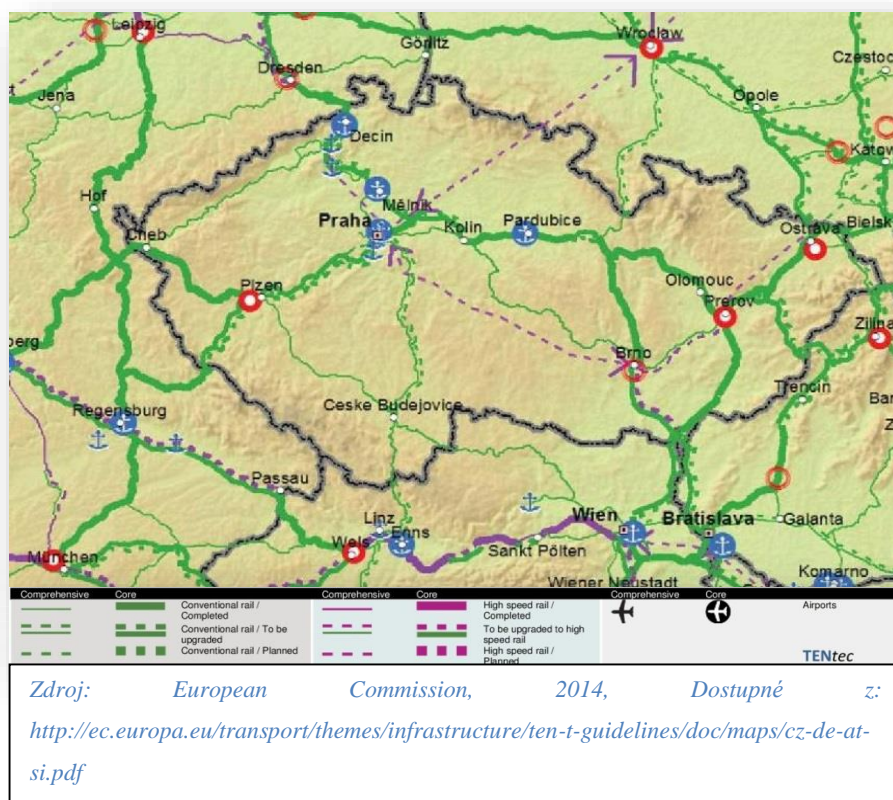 Leipzig
Görlitz
Wrocław
Dresden
Czestoc
Jena
Opole
Decin
Katow
Hof
Mělnik
Praha
Kolin
Pardubice
Cheb
Ostrava
Bielsk
Plzen
Olomouc
Prerov
Zilina
berg
Brno
Trencin
Ceske Budejovice
Bar
Regensburg
Z
Passau
Linz
Enns
Wien
Bratislava
Galanta
Wels
Sankt Pölten
München
Wiener Neustadt
Komarno
Comprehensive Core Comprehensive Core Comprehensive Core
Conventional rail / Completed
Conventional rail / To be upgraded
Conventional rail / Planned
High speed rail / Completed
To be upgraded to high speed rail
High speed rail / Planned
Airports
TENtec
Zdroj: European Commission, 2014, Dostupné z:
http://ec.europa.eu/transport/themes/infrastructure/ten-t-guidelines/doc/maps/cz-de-at-
si.pdf